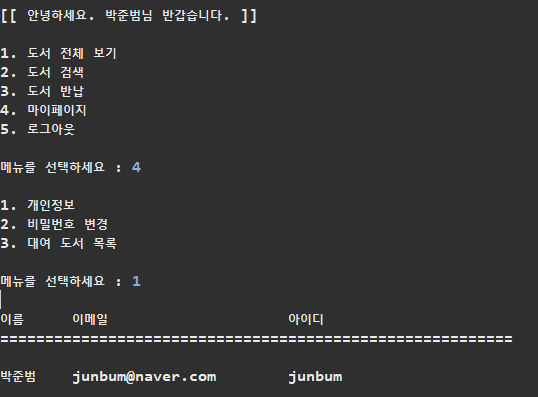 [[ 안녕하세요. 박준범님 반갑습니다. ]]
1. 도서 전체 보기
2. 도서 검색
3. 도서 반납
4. 마이페이지
5. 로그아웃
메뉴를 선택하세요 : 4
1. 개인정보
2. 비밀번호 변경
3. 대여 도서 목록
메뉴를 선택하세요 : 1
이름 이메일 아이디
=========================================================
박준범 junbum@naver.com junbum